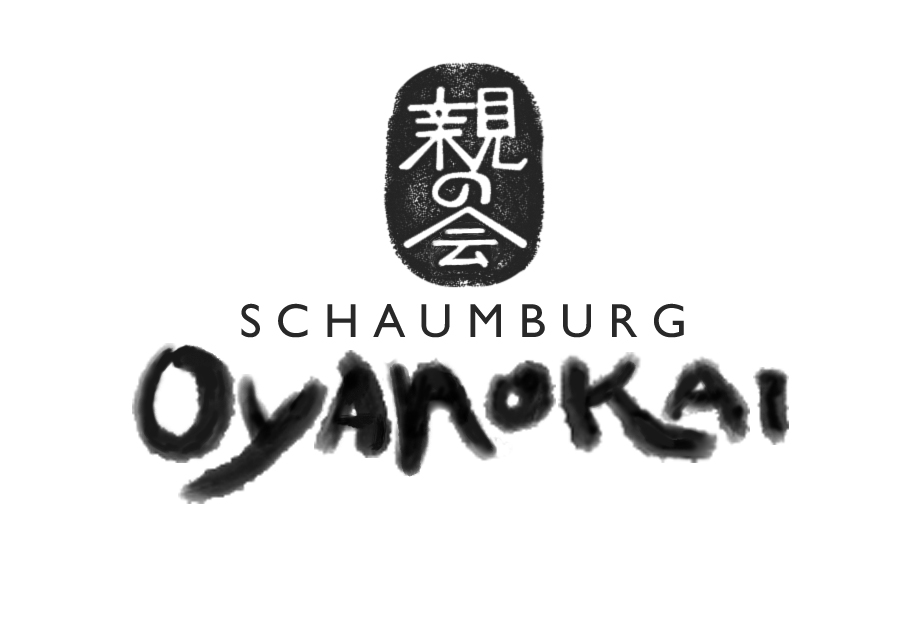 親
の
会
SCHAUMBURG
OYANOKAI